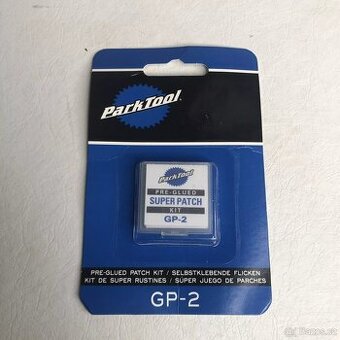 ParkTool
ParkTool
PRE-GLUED
SUPER PATCH
KIT
GP-2
PRE-GLUED PATCH KIT / SELBSTKLEBENDE FLICKEN
KIT DE SUPER RUSTINES / SUPER JUEGO DE PARCHES
GP-2